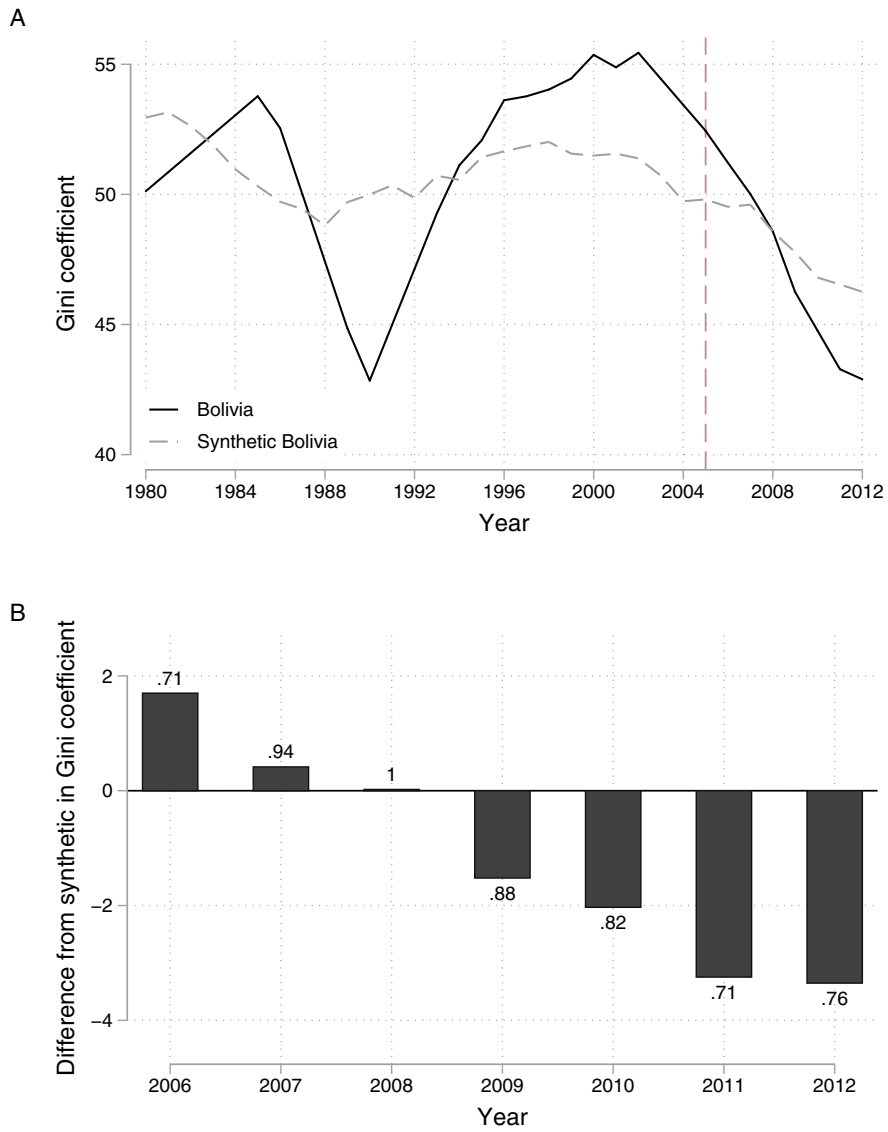 A
Gini coefficient
55
50
45
40
Bolivia
Synthetic Bolivia
1980 1984 1988 1992 1996 2000 2004 2008 2012
Year
B
Difference from synthetic in Gini coefficient
2
0
−2
−4
.71
.94
1
.88
.82
.71
.76
2006 2007 2008 2009 2010 2011 2012
Year